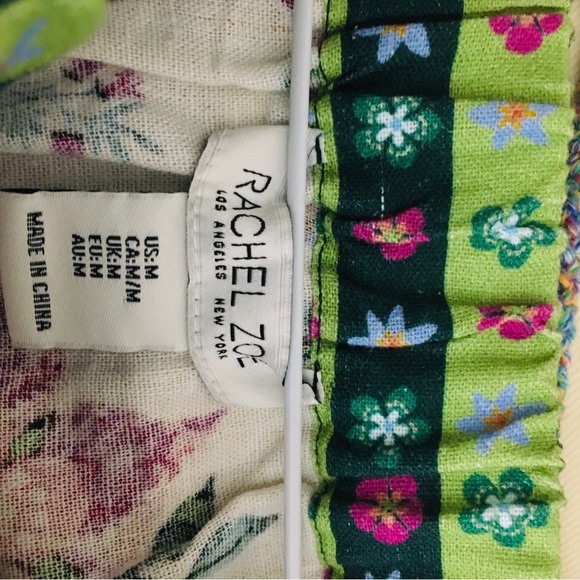 RACHEL ZOE
LOS ANGELES NEW YORK
US:M
CA:M/M
UK:M
EU:M
AU:M
MADE IN CHINA